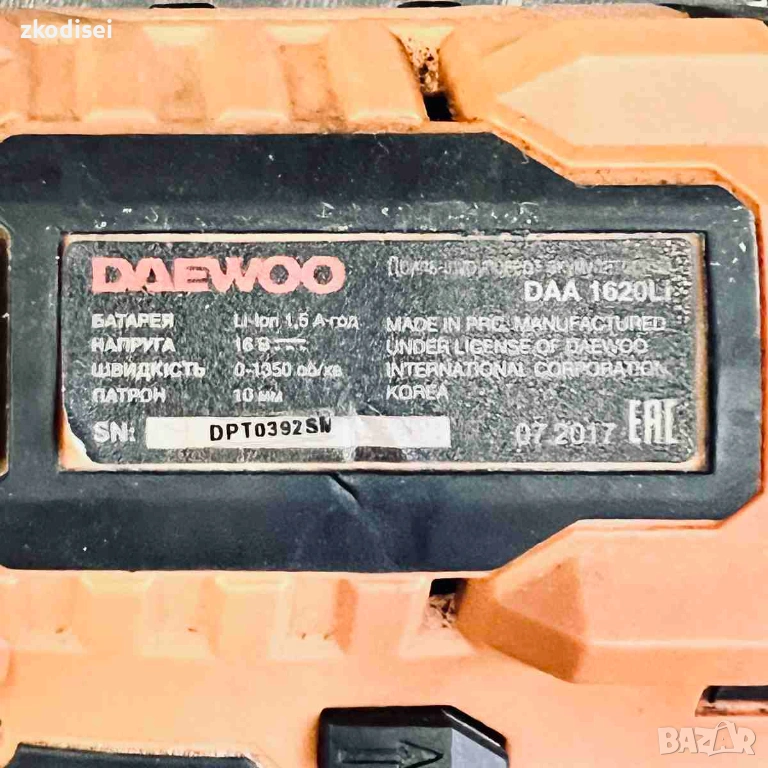 zkodisei
DAEWOO
DAA 1620Li
БАТАРЕЯ Li-Ion 1,5 А·год
НАПРУГА 16 В
ШВИДКІСТЬ 0-1350 об/хв
ПАТРОН 10 мм
MADE IN PRC. MANUFACTURED
UNDER LICENSE OF DAEWOO
INTERNATIONAL CORPORATION,
KOREA
SN: DPT0392SN
07.2017 EAC
BAZAR